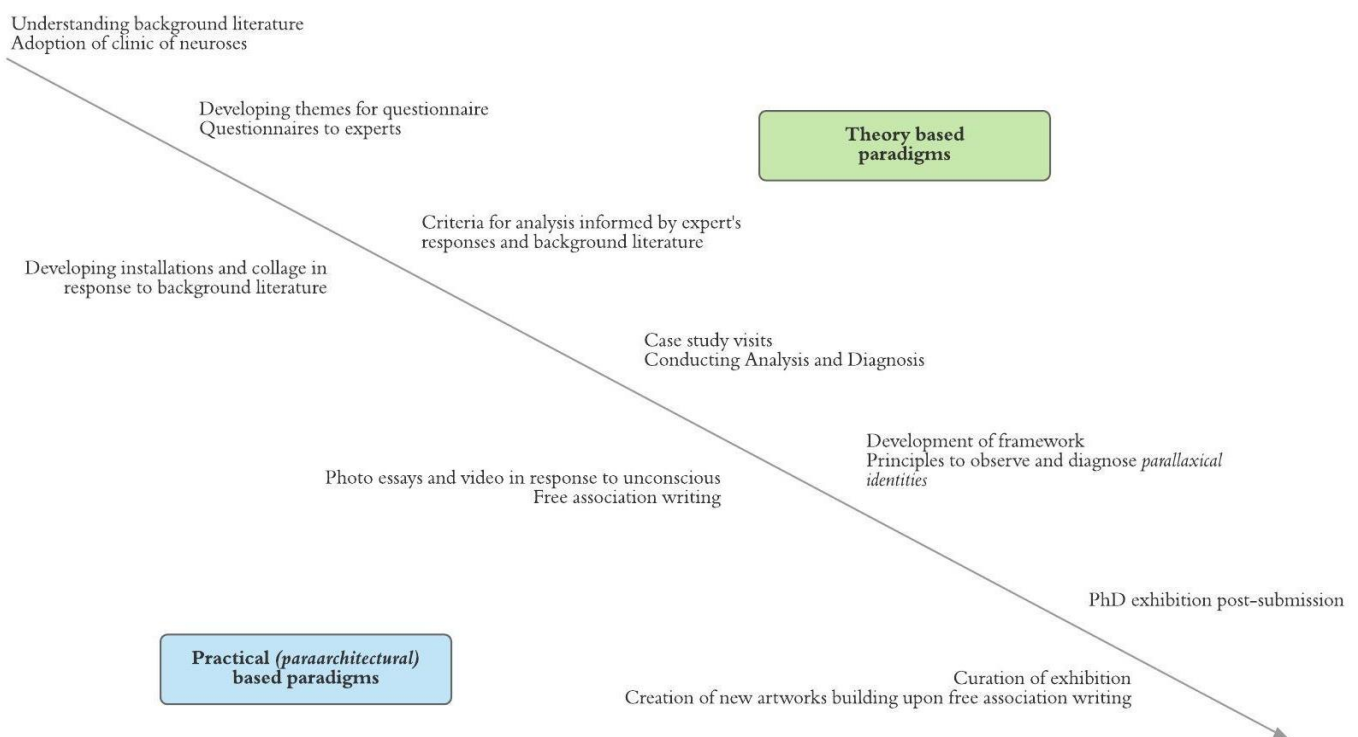 Understanding background literature
Adoption of clinic of neuroses
Developing themes for questionnaire
Questionnaires to experts
Theory based
paradigms
Criteria for analysis informed by expert's
responses and background literature
Developing installations and collage in
response to background literature
Case study visits
Conducting Analysis and Diagnosis
Development of framework
Principles to observe and diagnose parallaxical
identities
Photo essays and video in response to unconscious
Free association writing
PhD exhibition post-submission
Practical (paraarchitectural)
based paradigms
Curation of exhibition
Creation of new artworks building upon free association writing